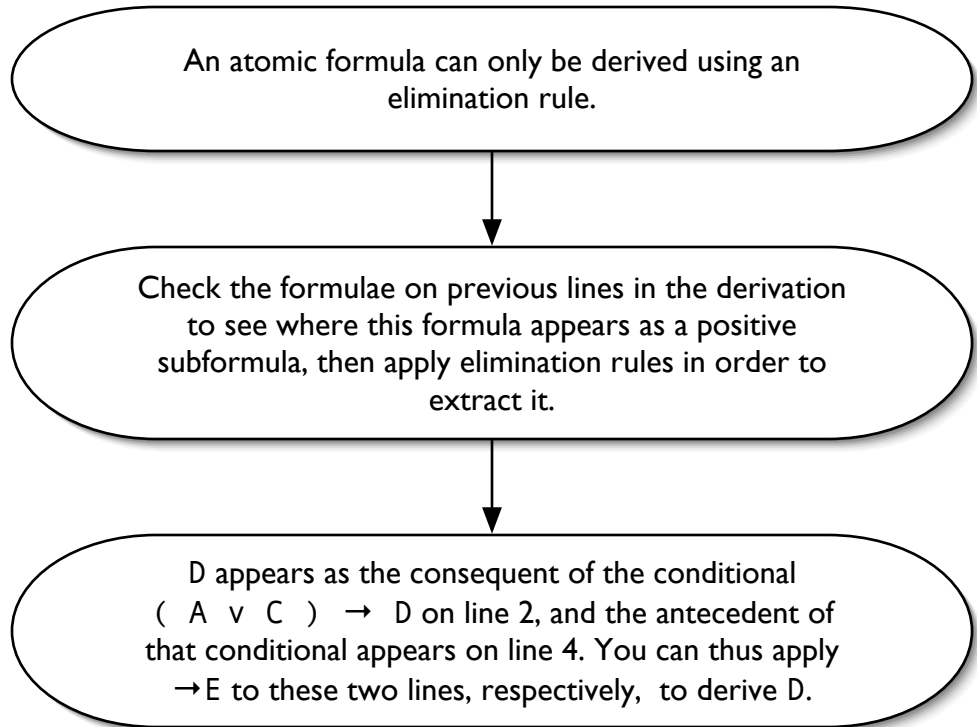 An atomic formula can only be derived using an
elimination rule.
Check the formulae on previous lines in the derivation
to see where this formula appears as a positive
subformula, then apply elimination rules in order to
extract it.
D appears as the consequent of the conditional
( A v C ) → D on line 2, and the antecedent of
that conditional appears on line 4. You can thus apply
→E to these two lines, respectively, to derive D.